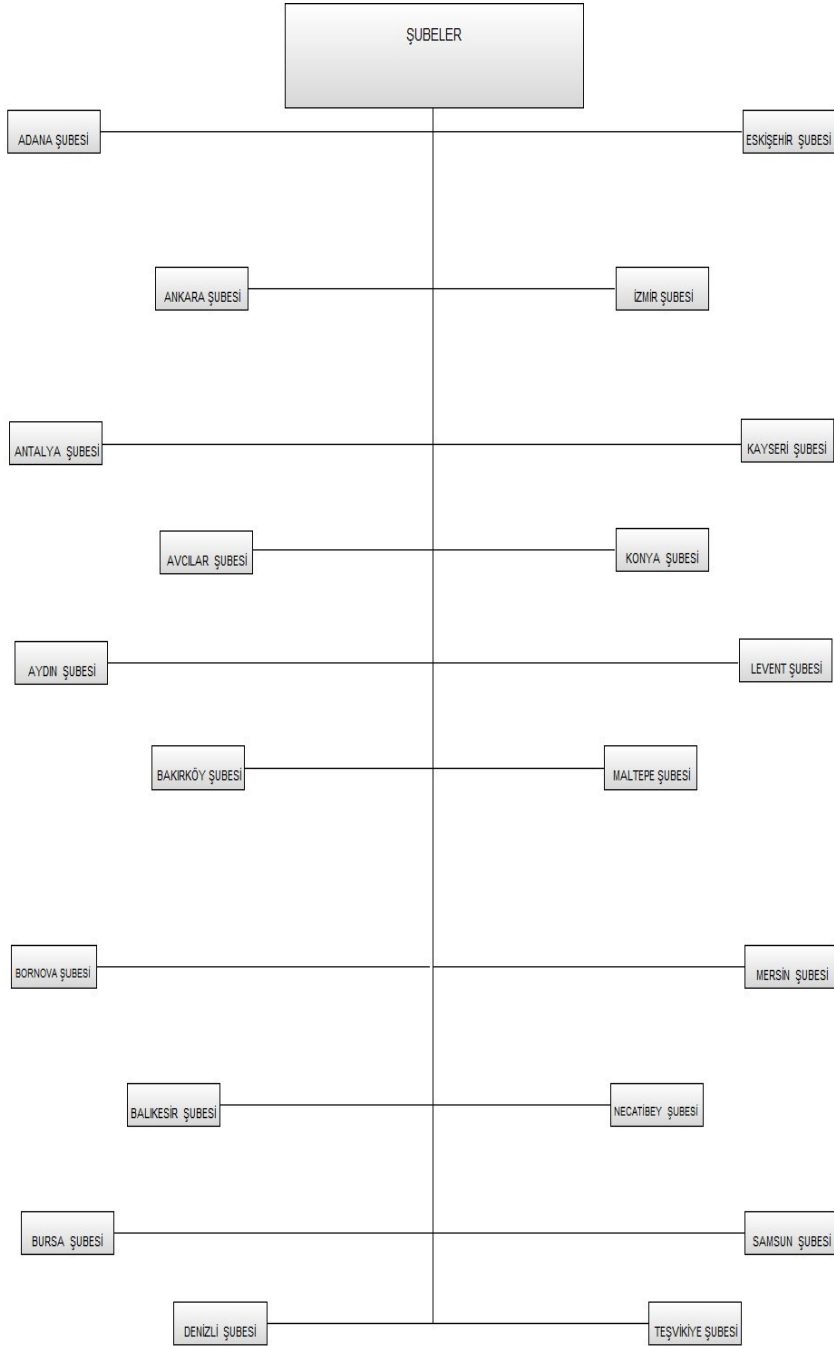 ŞUBELER
ADANA ŞUBESİ
ESKİŞEHİR ŞUBESİ
ANKARA ŞUBESİ
İZMİR ŞUBESİ
ANTALYA ŞUBESİ
KAYSERİ ŞUBESİ
AVCILAR ŞUBESİ
KONYA ŞUBESİ
AYDIN ŞUBESİ
LEVENT ŞUBESİ
BAKIRKÖY ŞUBESİ
MALTEPE ŞUBESİ
BORNOVA ŞUBESİ
MERSİN ŞUBESİ
BALIKESİR ŞUBESİ
NECATİBEY ŞUBESİ
BURSA ŞUBESİ
SAMSUN ŞUBESİ
DENİZLİ ŞUBESİ
TEŞVİKİYE ŞUBESİ